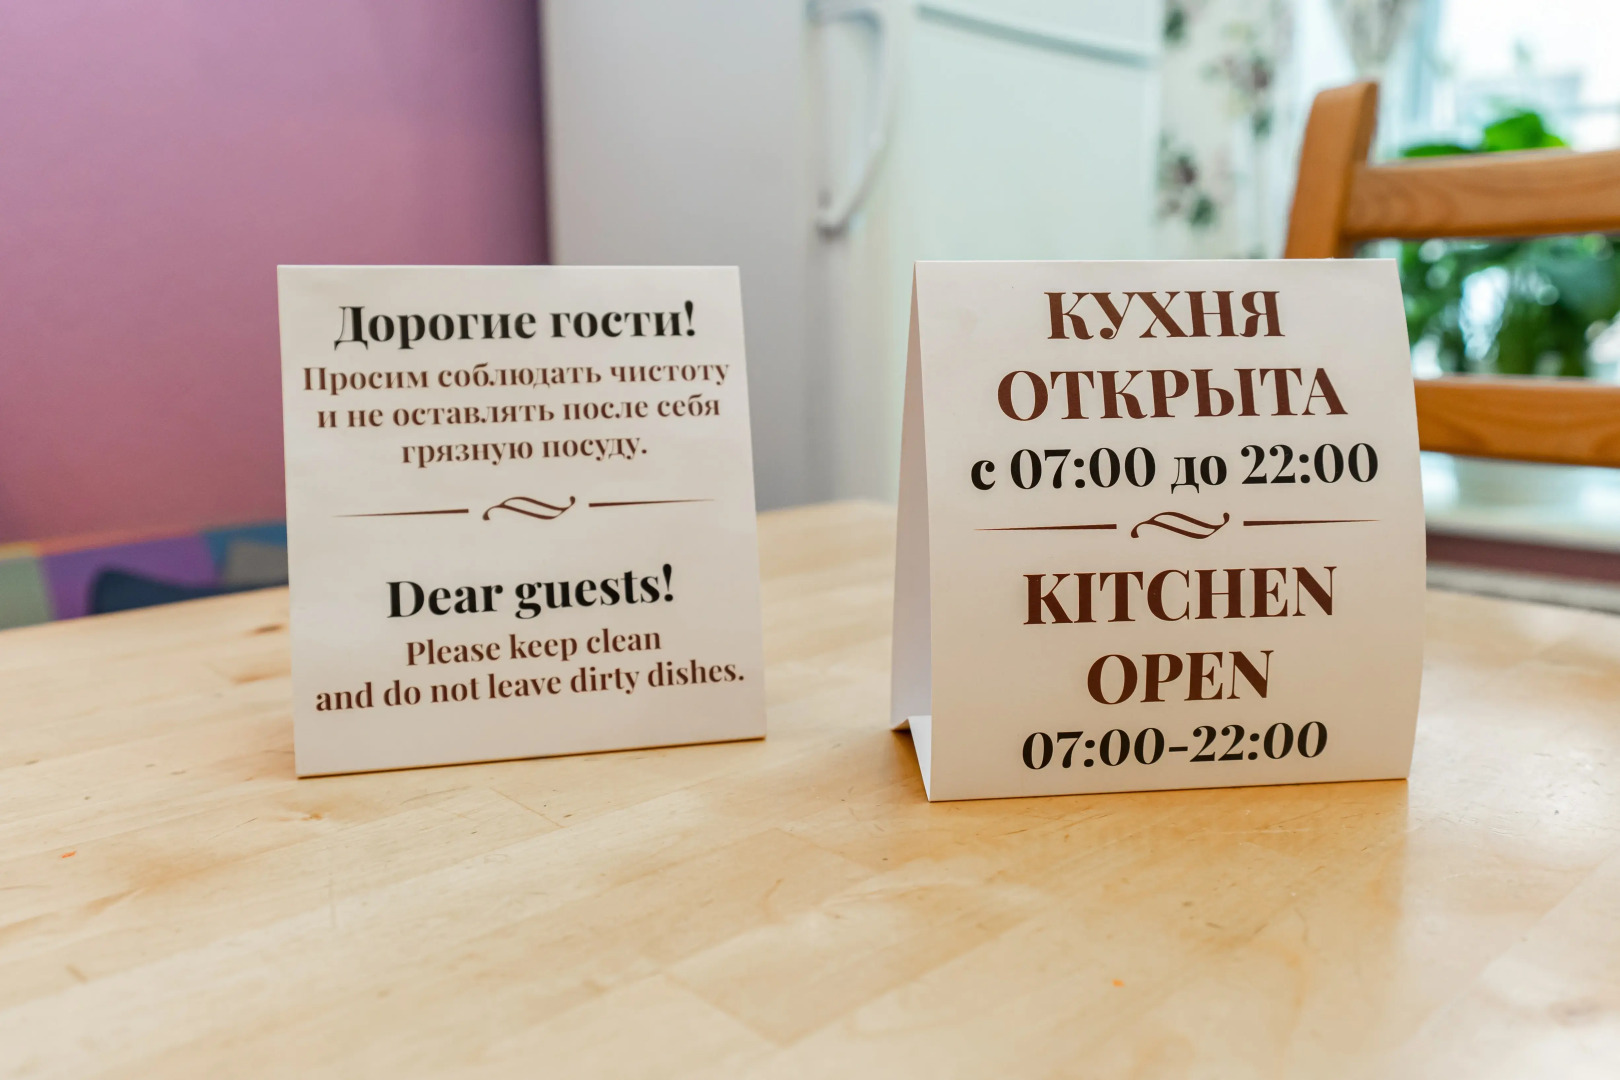 Дорогие гости!
Просим соблюдать чистоту
и не оставлять после себя
грязную посуду.
Dear guests!
Please keep clean
and do not leave dirty dishes.
КУХНЯ
ОТКРЫТА
с 07:00 до 22:00
KITCHEN
OPEN
07:00-22:00